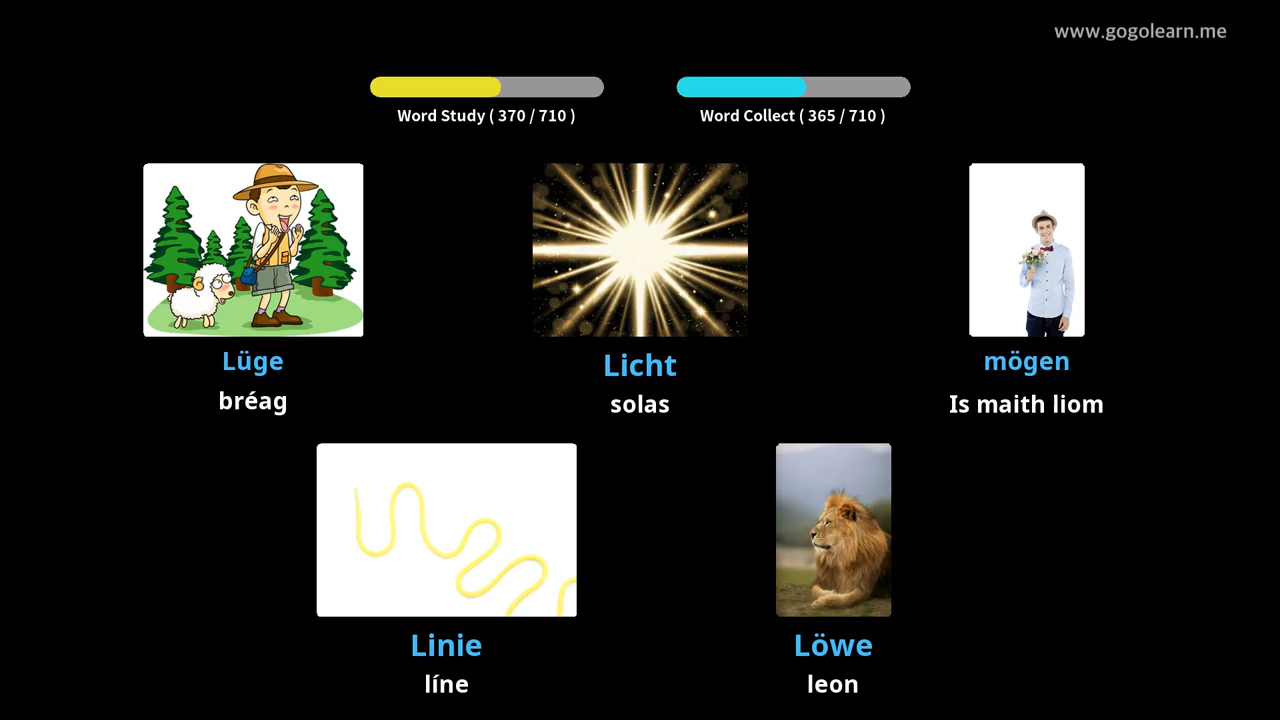 www.gogolearn.me
Word Study ( 370 / 710 )
Word Collect ( 365 / 710 )
Lüge
bréag
Licht
solas
mögen
Is maith liom
Linie
líne
Löwe
leon